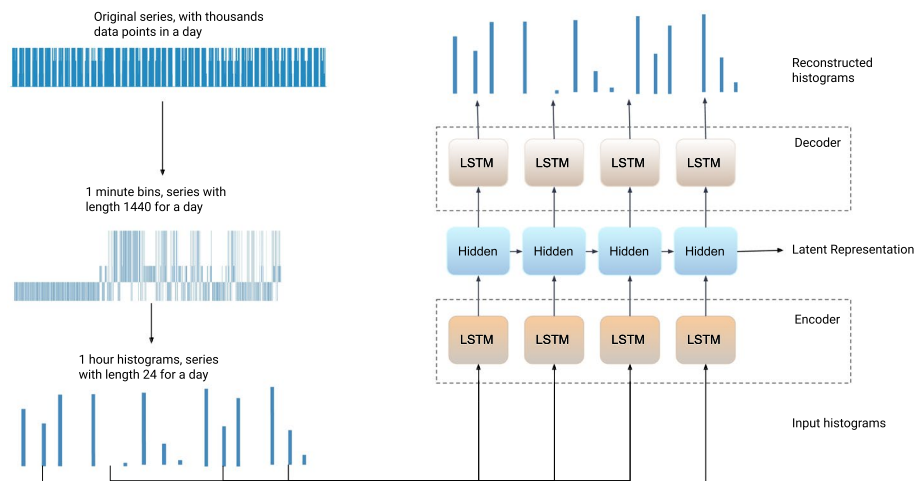 Original series, with thousands
data points in a day
1 minute bins, series with
length 1440 for a day
1 hour histograms, series
with length 24 for a day
Reconstructed
histograms
Decoder
LSTM
LSTM
LSTM
LSTM
Hidden
Hidden
Hidden
Hidden
Latent Representation
Encoder
LSTM
LSTM
LSTM
LSTM
Input histograms